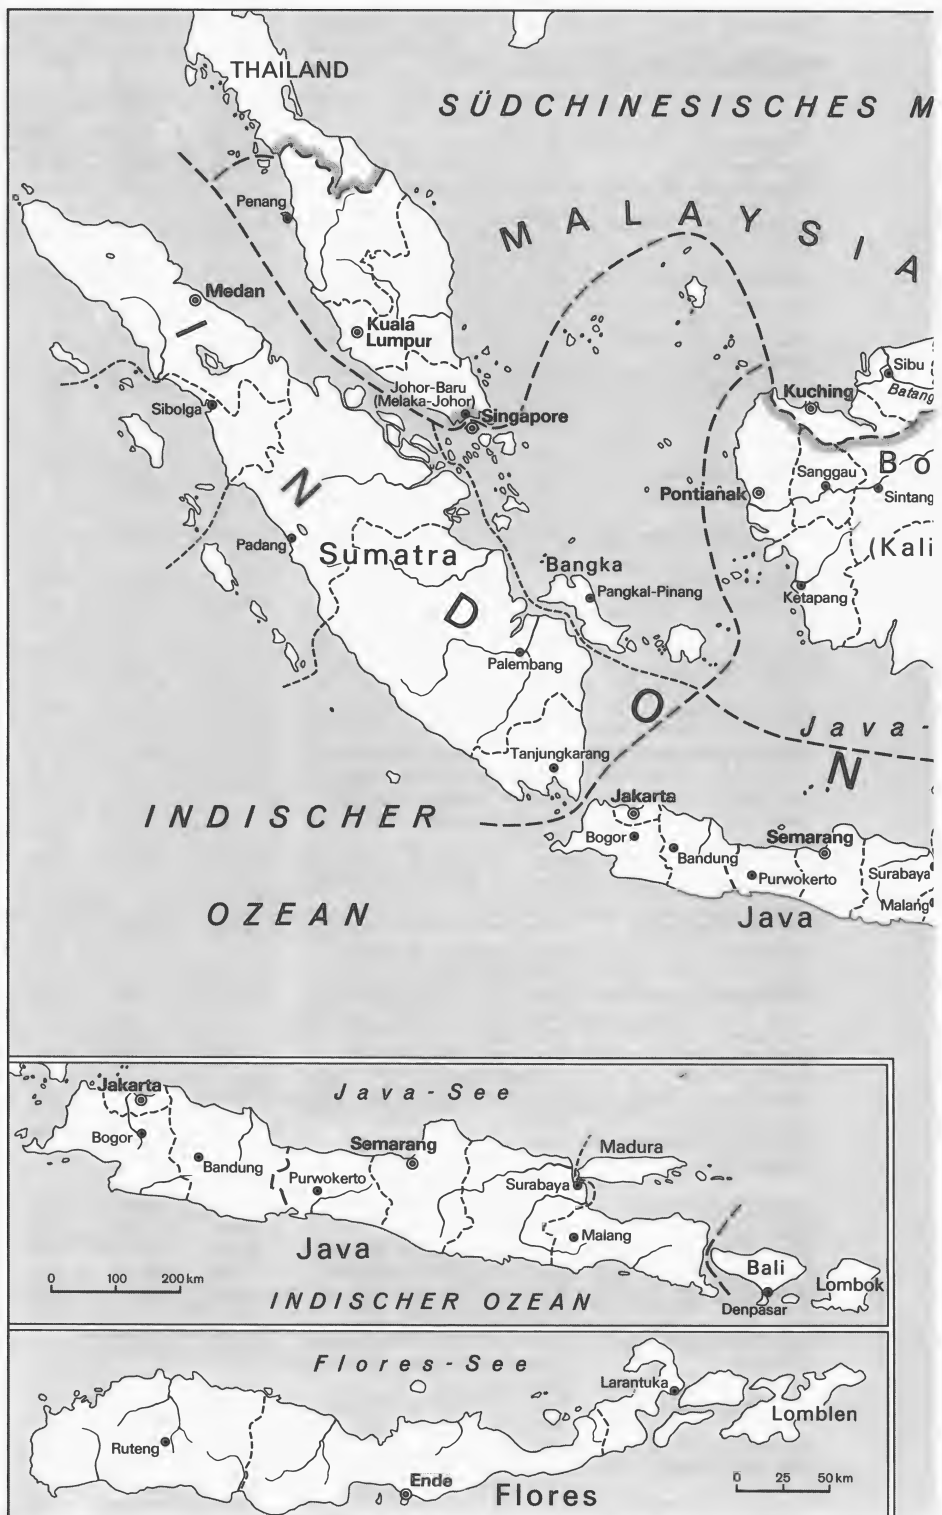 THAILAND
SÜDCHINESISCHES M
Penang
MALAYSIA
Medan
Kuala
Lumpur
Sibu
Batang
Kuching
Johor-Baru
(Melaka-Johor)
Singapore
Sibolga
Bo
Sanggau
Pontianak
Sintang
Padang
Sumatra
(Kali
Bangka
Pangkal-Pinang
Ketapang
Palembang
INDON
Java-
Tanjungkarang
INDISCHER
OZEAN
Jakarta
Bogor
Bandung
Semarang
Purwokerto
Surabaya
Malang
Java
Java-See
Jakarta
Bogor
Bandung
Semarang
Purwokerto
Madura
Surabaya
Malang
Java
0 100 200 km
INDISCHER OZEAN
Bali
Lombok
Denpasar
Flores-See
Larantuka
Lomblen
Ruteng
Ende
Flores
0 25 50 km